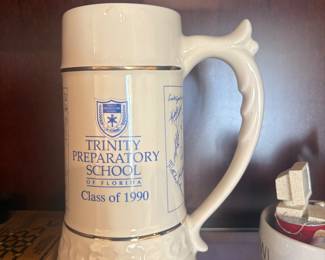 TRINITY
PREPARATORY
SCHOOL
OF FLORIDA
Class of 1990